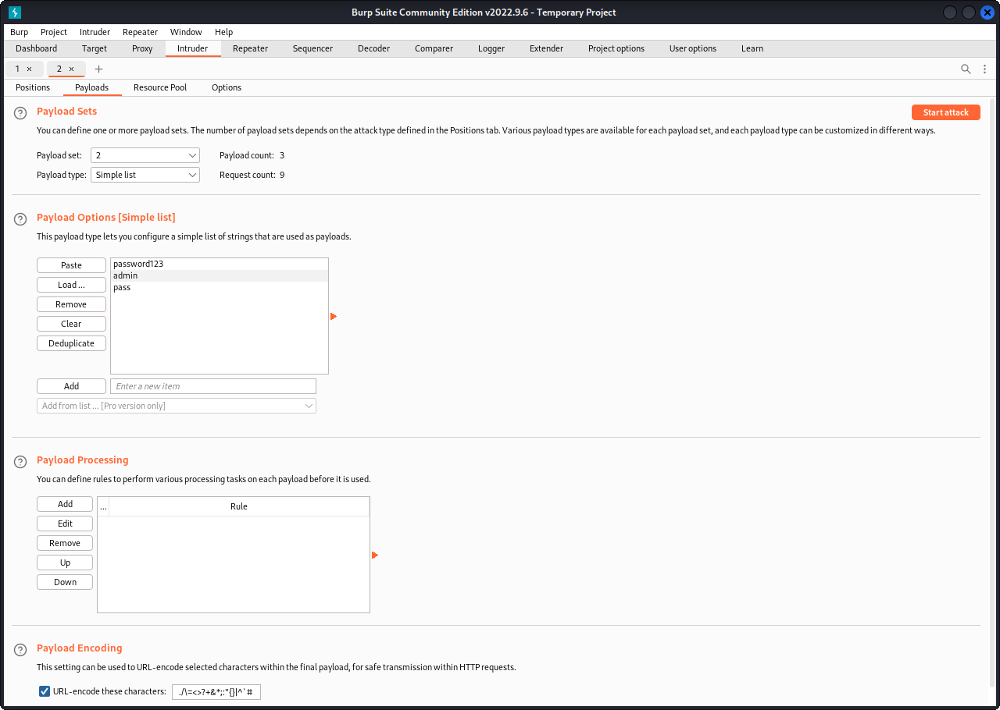 Burp Suite Community Edition v2022.9.6 - Temporary Project
Burp Project Intruder Repeater Window Help
Dashboard Target Proxy Intruder Repeater Sequencer Decoder Comparer Logger Extender Project options User options Learn
1 × 2 × +
Positions Payloads Resource Pool Options
? Payload Sets Start attack
You can define one or more payload sets. The number of payload sets depends on the attack type defined in the Positions tab. Various payload types are available for each payload set, and each payload type can be customized in different ways.
Payload set: 2 Payload count: 3
Payload type: Simple list Request count: 9
? Payload Options [Simple list]
This payload type lets you configure a simple list of strings that are used as payloads.
Paste
Load ...
Remove
Clear
Deduplicate
password123
admin
pass
Add Enter a new item
Add from list ... [Pro version only]
? Payload Processing
You can define rules to perform various processing tasks on each payload before it is used.
Add
Edit
Remove
Up
Down
... Rule
? Payload Encoding
This setting can be used to URL-encode selected characters within the final payload, for safe transmission within HTTP requests.
URL-encode these characters: ./\=<>?+&*;:"{}|^`#